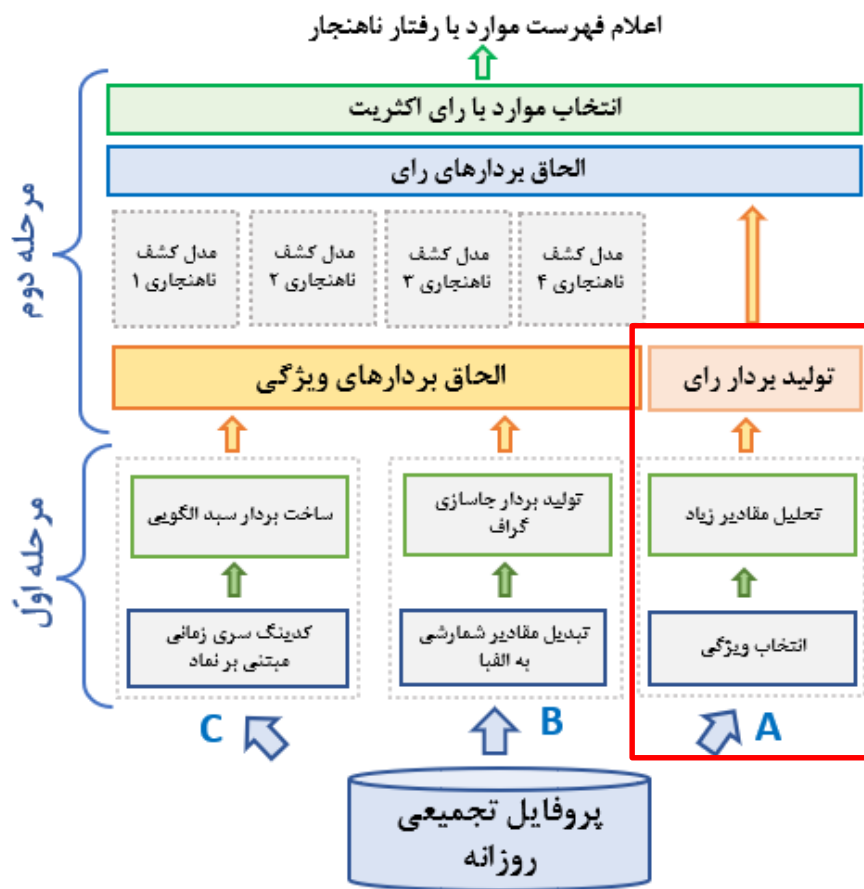 اعلام فهرست موارد با رفتار ناهنجار
انتخاب موارد با رای اکثریت
الحاق بردارهای رای
مرحله دوم
مدل کشف
ناهنجاری ۱
مدل کشف
ناهنجاری ۲
مدل کشف
ناهنجاری ۳
مدل کشف
ناهنجاری ۴
تولید بردار رای
الحاق بردارهای ویژگی
مرحله اوّل
تحلیل مقادیر زیاد
تولید بردار جاسازی
گراف
ساخت بردار سبد الگویی
انتخاب ویژگی
تبدیل مقادیر شمارشی
به الفبا
کدینگ سری زمانی
مبتنی بر نماد
A
B
C
پروفایل تجمیعی
روزانه